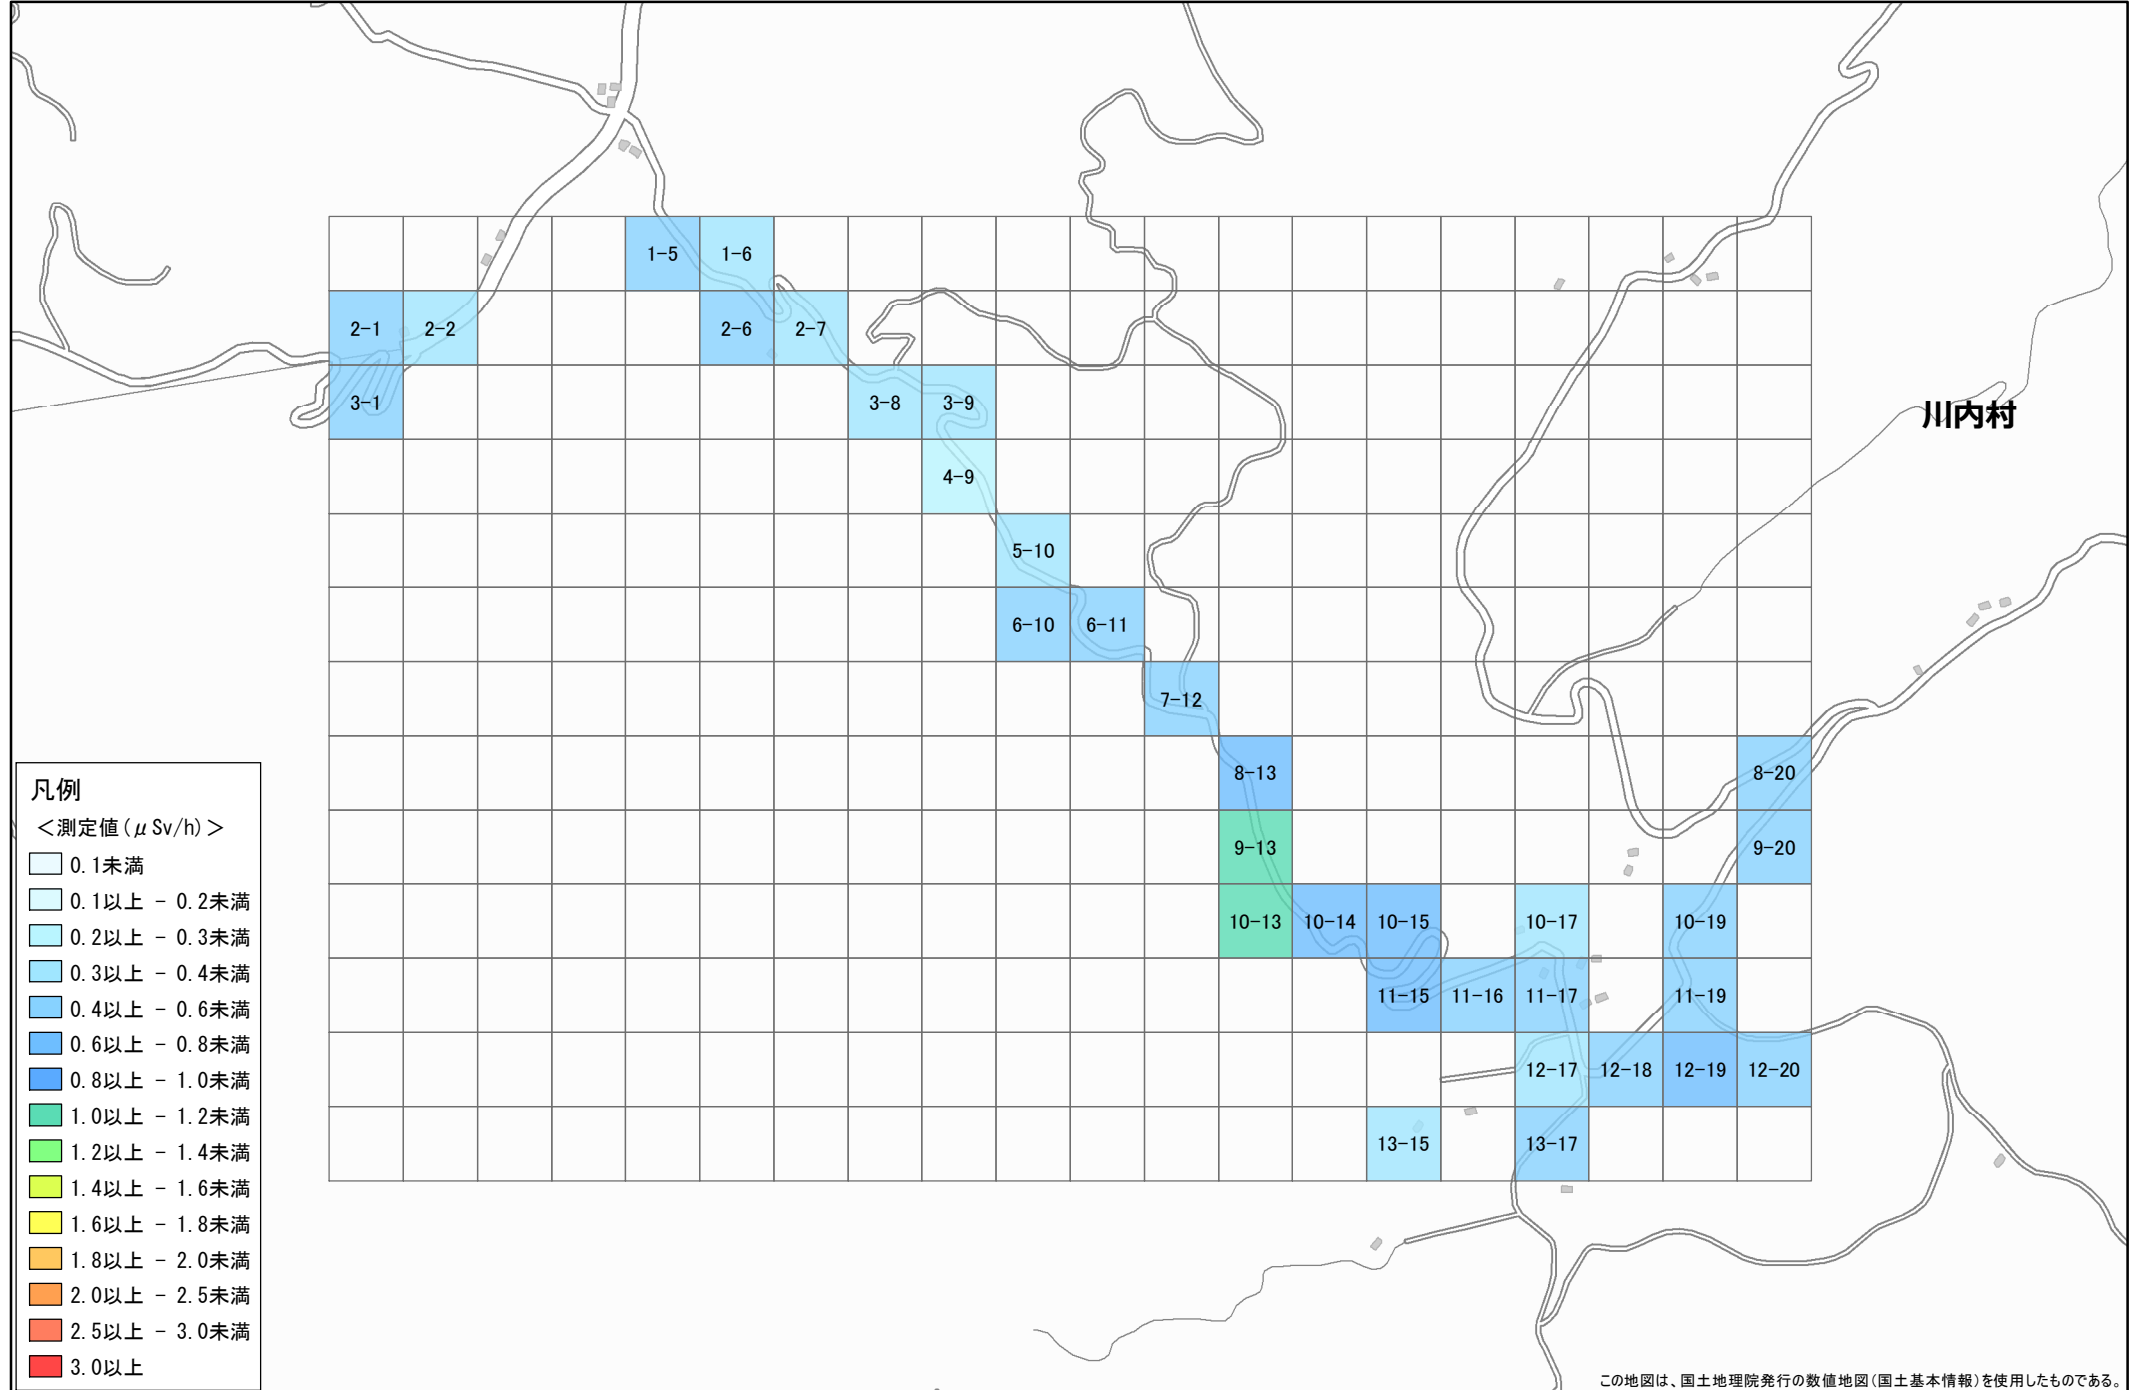 1-5 1-6
2-1 2-2 2-6 2-7
3-1 3-8 3-9
川内村
4-9
5-10
6-10 6-11
7-12
8-13 8-20
9-13 9-20
10-13 10-14 10-15 10-17 10-19
11-15 11-16 11-17 11-19
12-17 12-18 12-19 12-20
13-15 13-17
凡例
＜測定値(μSv/h)＞
0.1未満
0.1以上 - 0.2未満
0.2以上 - 0.3未満
0.3以上 - 0.4未満
0.4以上 - 0.6未満
0.6以上 - 0.8未満
0.8以上 - 1.0未満
1.0以上 - 1.2未満
1.2以上 - 1.4未満
1.4以上 - 1.6未満
1.6以上 - 1.8未満
1.8以上 - 2.0未満
2.0以上 - 2.5未満
2.5以上 - 3.0未満
3.0以上
この地図は、国土地理院発行の数値地図(国土基本情報)を使用したものである。